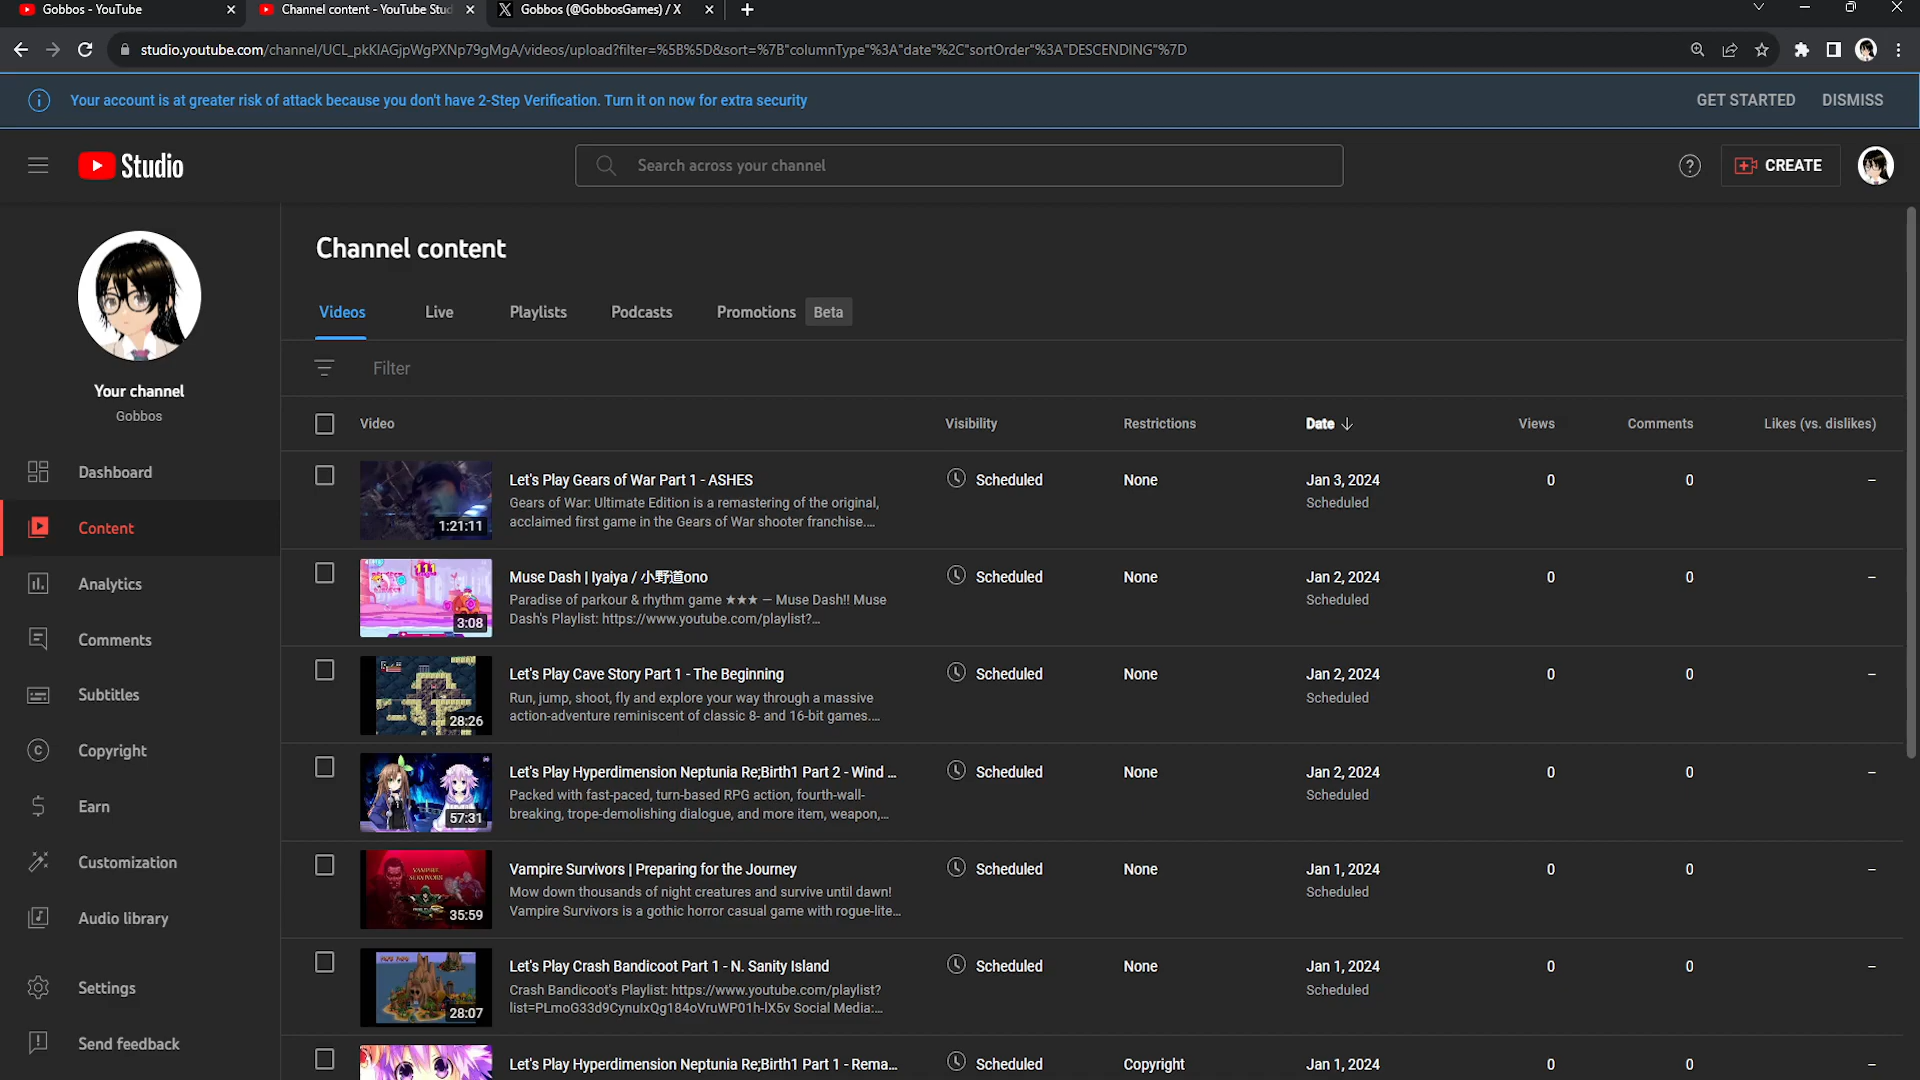 Gobbos - YouTube
Channel content - YouTube Stud
Gobbos (@GobbosGames) / X
studio.youtube.com/channel/UCL_pkKlAGjpWgPXNp79gMgA/videos/upload?filter=%5B%5D&sort=%7B"columnType"%3A"date"%2C"sortOrder"%3A"DESCENDING"%7D
Your account is at greater risk of attack because you don't have 2-Step Verification. Turn it on now for extra security
GET STARTED
DISMISS
Studio
Search across your channel
CREATE
Your channel
Gobbos
Dashboard
Content
Analytics
Comments
Subtitles
Copyright
Earn
Customization
Audio library
Settings
Send feedback
Channel content
Videos Live Playlists Podcasts Promotions Beta
Filter
Video Visibility Restrictions Date Views Comments Likes (vs. dislikes)
1:21:11
Let's Play Gears of War Part 1 - ASHES
Gears of War: Ultimate Edition is a remastering of the original,
acclaimed first game in the Gears of War shooter franchise....
Scheduled None Jan 3, 2024 0 0 –
Scheduled
3:08
Muse Dash | Iyaiya / 小野道ono
Paradise of parkour & rhythm game ★★★ — Muse Dash!! Muse
Dash's Playlist: https://www.youtube.com/playlist?...
Scheduled None Jan 2, 2024 0 0 –
Scheduled
28:26
Let's Play Cave Story Part 1 - The Beginning
Run, jump, shoot, fly and explore your way through a massive
action-adventure reminiscent of classic 8- and 16-bit games....
Scheduled None Jan 2, 2024 0 0 –
Scheduled
57:31
Let's Play Hyperdimension Neptunia Re;Birth1 Part 2 - Wind ...
Packed with fast-paced, turn-based RPG action, fourth-wall-
breaking, trope-demolishing dialogue, and more item, weapon,...
Scheduled None Jan 2, 2024 0 0 –
Scheduled
VAMPIRE
35:59
Vampire Survivors | Preparing for the Journey
Mow down thousands of night creatures and survive until dawn!
Vampire Survivors is a gothic horror casual game with rogue-lite...
Scheduled None Jan 1, 2024 0 0 –
Scheduled
28:07
Let's Play Crash Bandicoot Part 1 - N. Sanity Island
Crash Bandicoot's Playlist: https://www.youtube.com/playlist?
list=PLmoG33d9CynulxQg184oVruWP01h-lX5v Social Media:...
Scheduled None Jan 1, 2024 0 0 –
Scheduled
Let's Play Hyperdimension Neptunia Re;Birth1 Part 1 - Rema...
Scheduled Copyright Jan 1, 2024 0 0 –